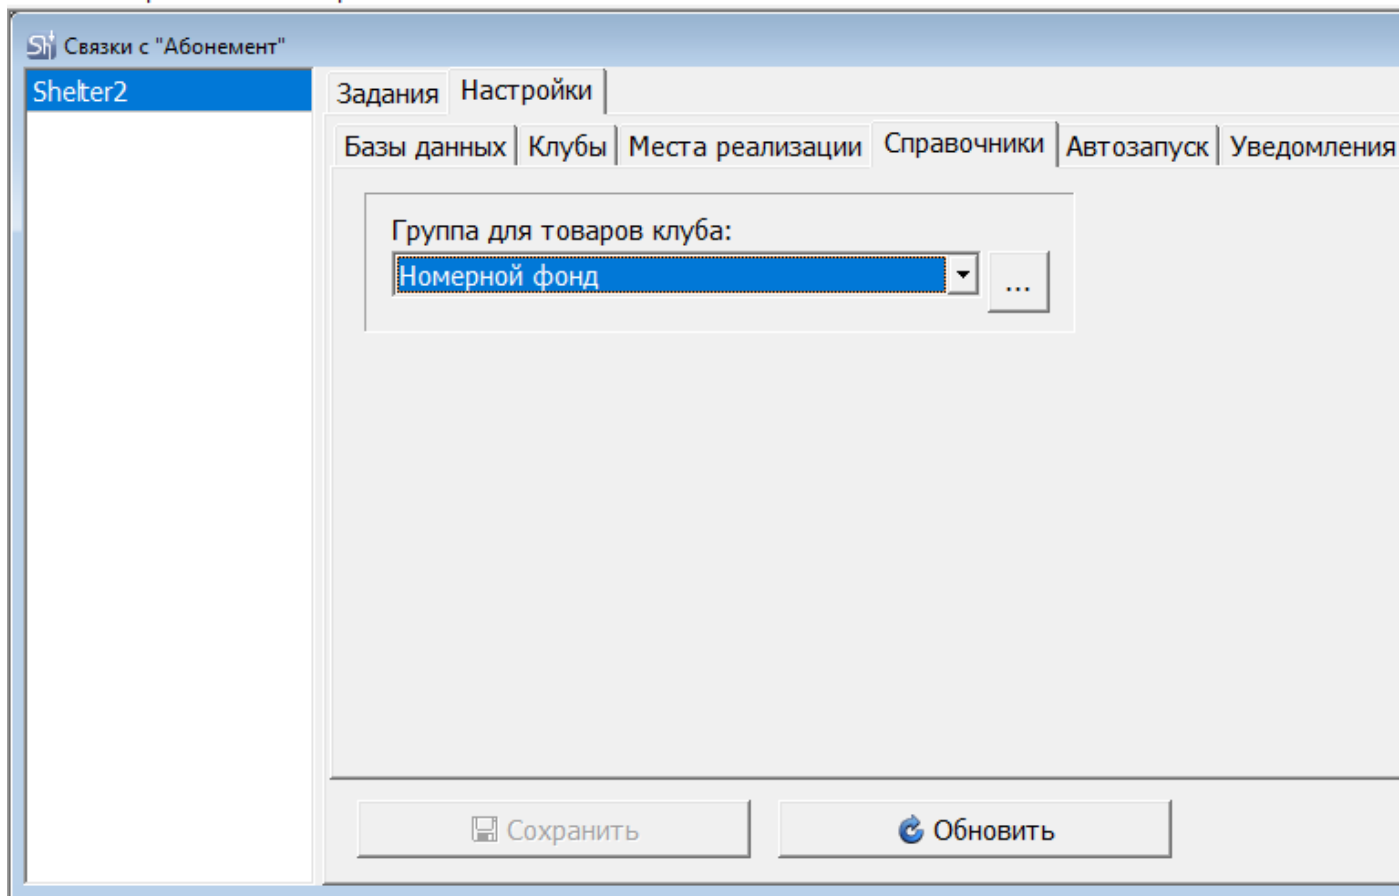 Sh Связки с "Абонемент"
Shelter2
Задания Настройки
Базы данных Клубы Места реализации Справочники Автозапуск Уведомления
Группа для товаров клуба:
Номерной фонд
...
Сохранить Обновить